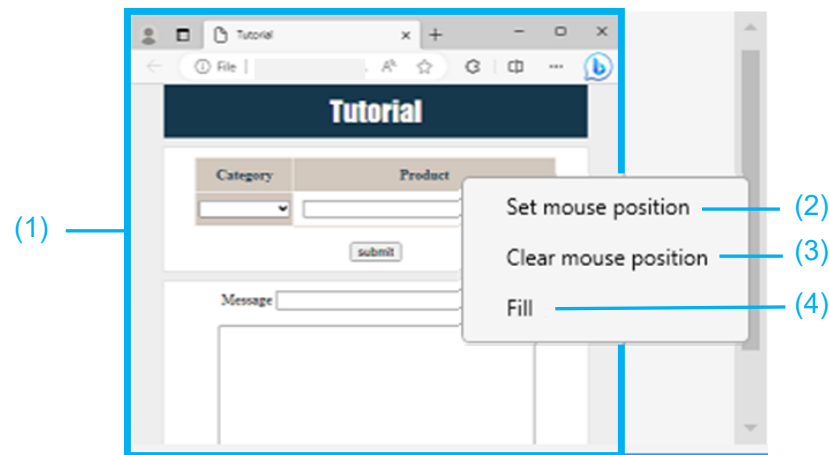 Tutorial
File
Tutorial
Category Product
Set mouse position (2)
(1)
submit
Clear mouse position (3)
Message
Fill (4)